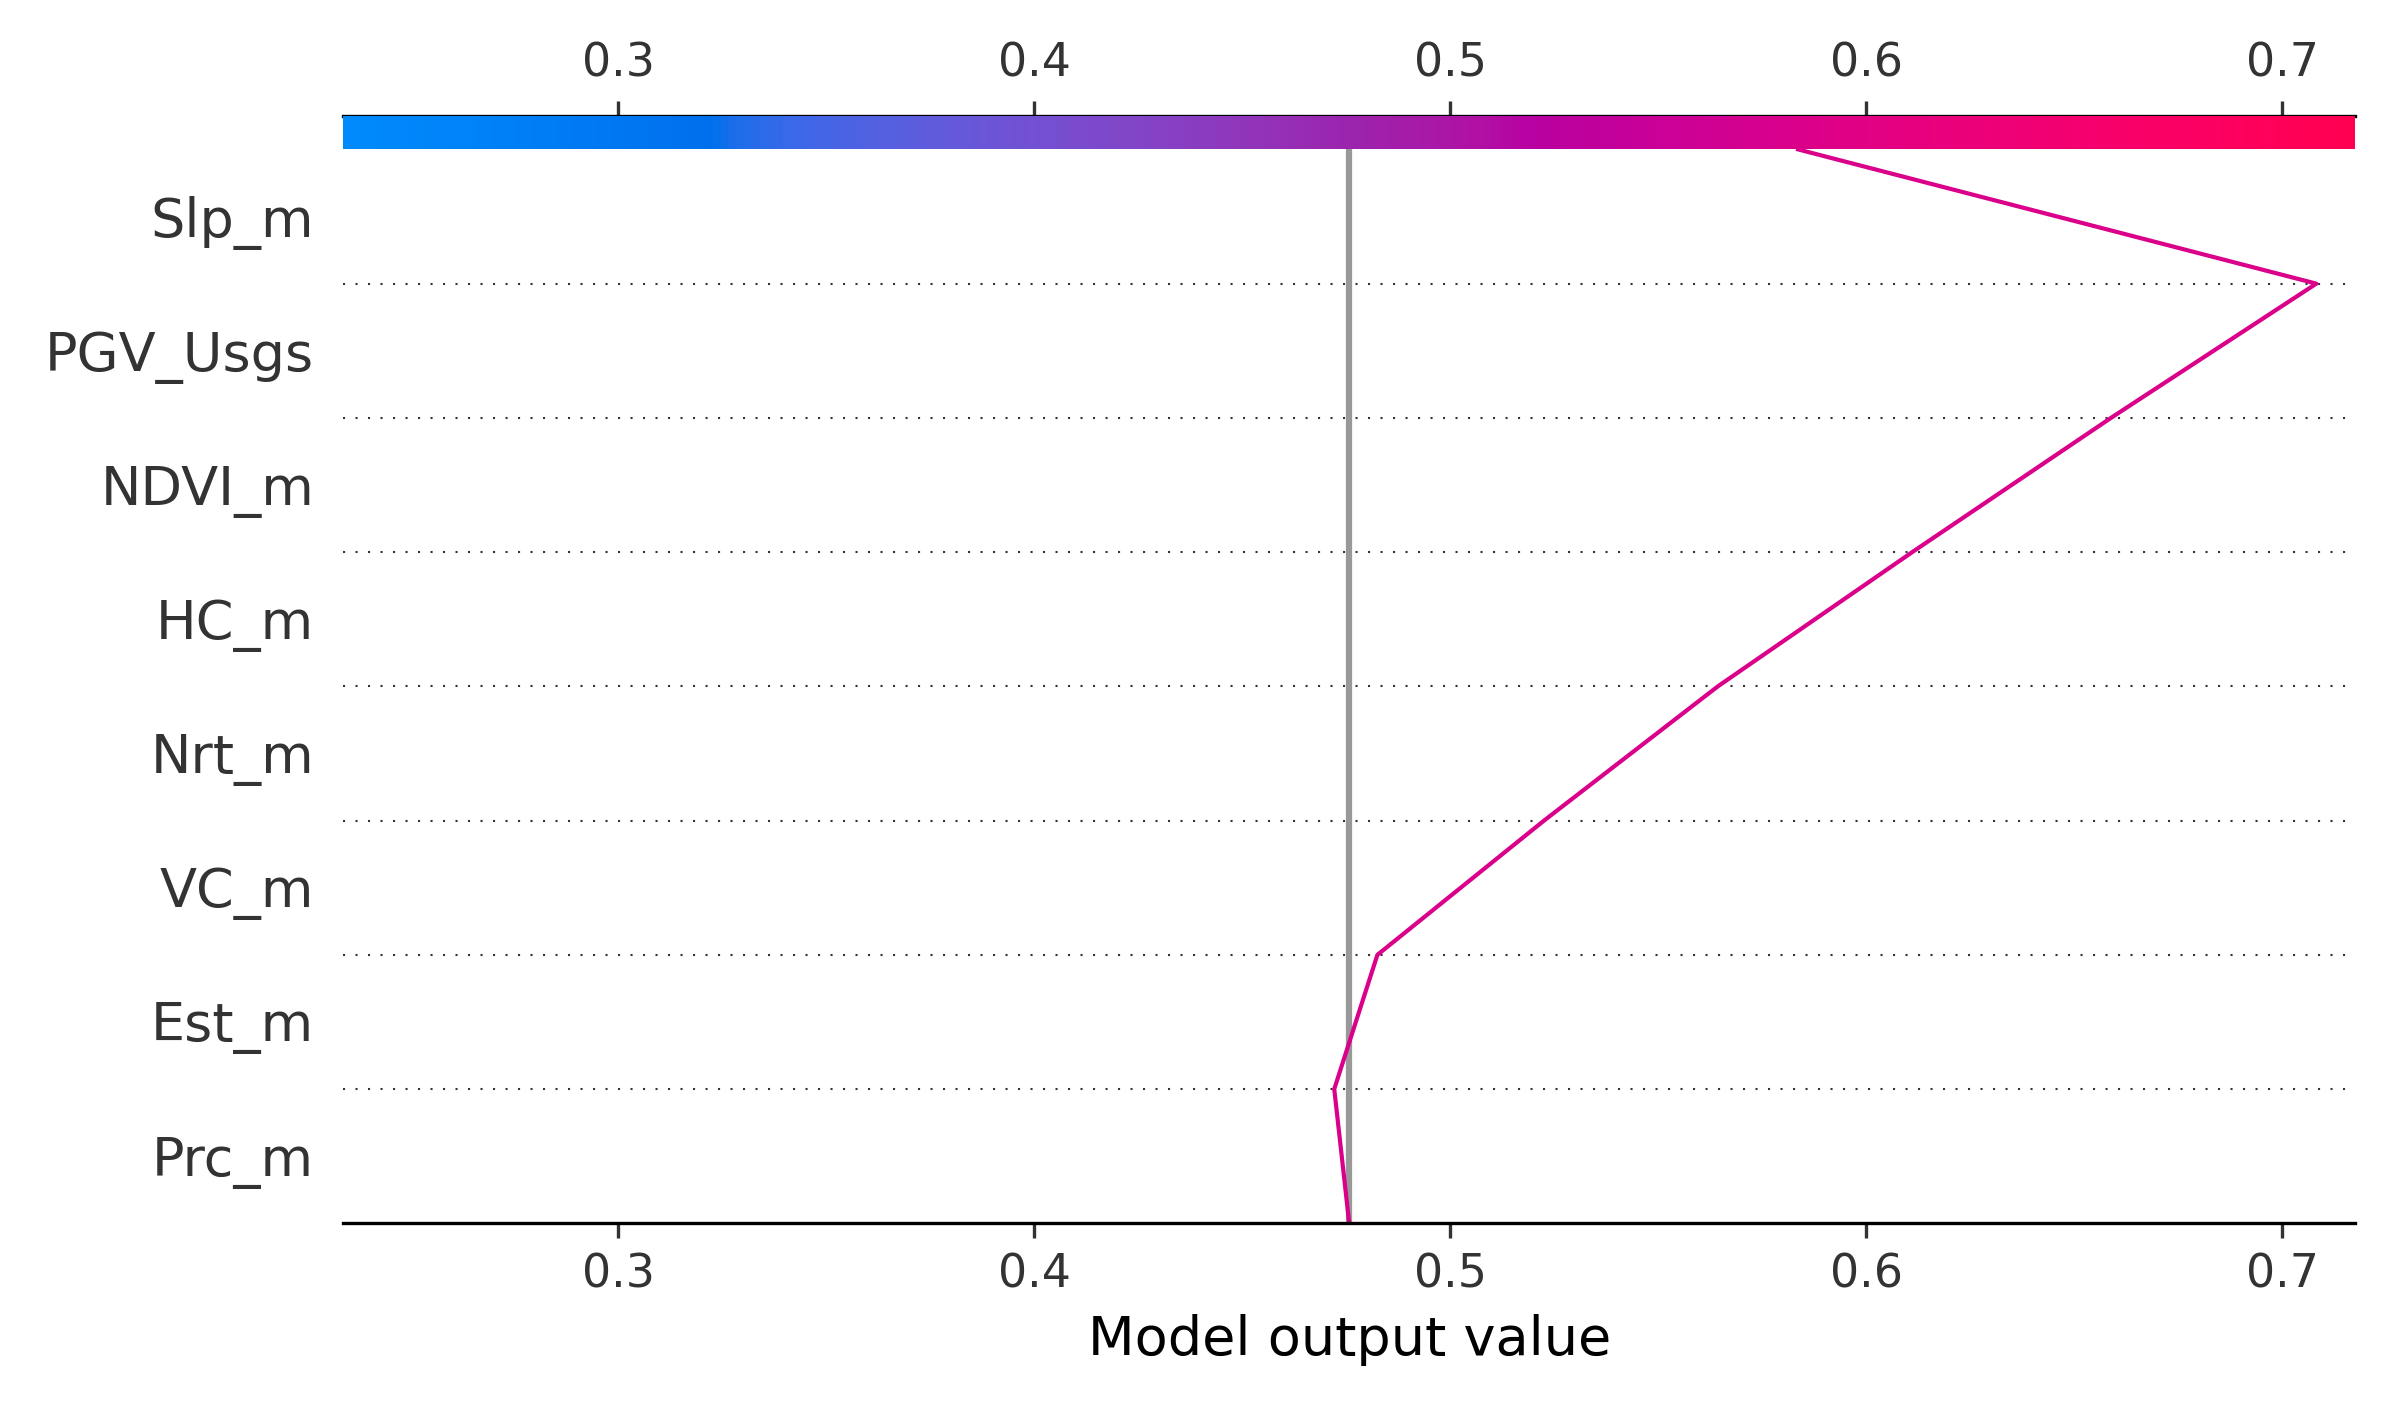 0.3 0.4 0.5 0.6 0.7
Slp_m
PGV_Usgs
NDVI_m
HC_m
Nrt_m
VC_m
Est_m
Prc_m
0.3 0.4 0.5 0.6 0.7
Model output value